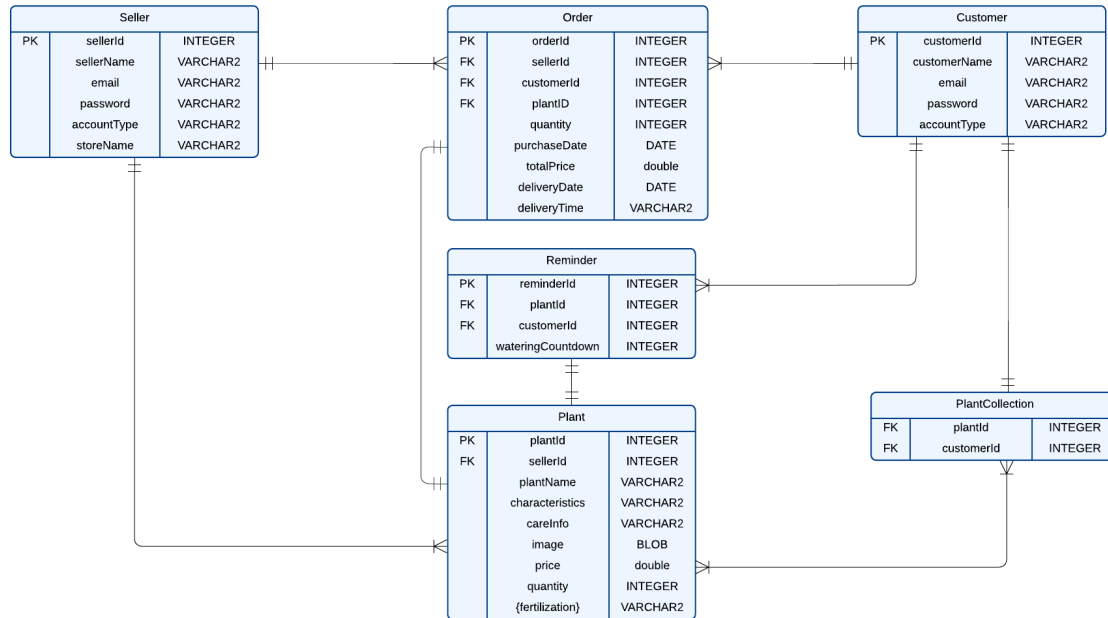 Seller
PK sellerId INTEGER
sellerName VARCHAR2
email VARCHAR2
password VARCHAR2
accountType VARCHAR2
storeName VARCHAR2
Order
PK orderId INTEGER
FK sellerId INTEGER
FK customerId INTEGER
FK plantID INTEGER
quantity INTEGER
purchaseDate DATE
totalPrice double
deliveryDate DATE
deliveryTime VARCHAR2
Customer
PK customerId INTEGER
customerName VARCHAR2
email VARCHAR2
password VARCHAR2
accountType VARCHAR2
Reminder
PK reminderId INTEGER
FK plantId INTEGER
FK customerId INTEGER
wateringCountdown INTEGER
Plant
PK plantId INTEGER
FK sellerId INTEGER
plantName VARCHAR2
characteristics VARCHAR2
careInfo VARCHAR2
image BLOB
price double
quantity INTEGER
{fertilization} VARCHAR2
PlantCollection
FK plantId INTEGER
FK customerId INTEGER